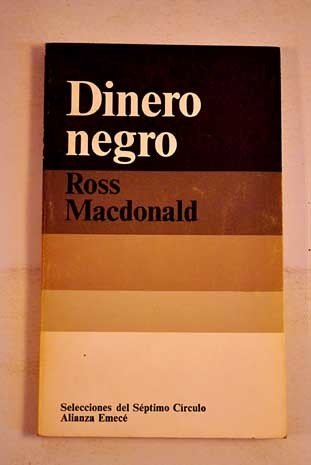 Dinero
negro
Ross
Macdonald
Selecciones del Séptimo Círculo
Alianza Emecé